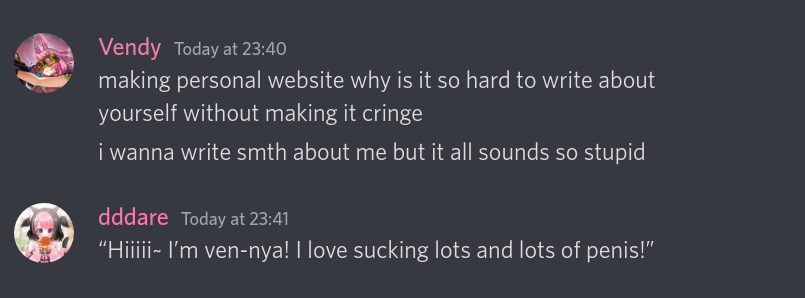 Vendy Today at 23:40
making personal website why is it so hard to write about
yourself without making it cringe
i wanna write smth about me but it all sounds so stupid
dddare Today at 23:41
“Hiiiii~ I’m ven-nya! I love sucking lots and lots of penis!”